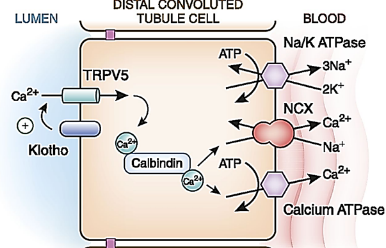 LUMEN
DISTAL CONVOLUTED
TUBULE CELL
BLOOD
Na/K ATPase
ATP
3Na⁺
2K⁺
TRPV5
Ca²⁺
+
Klotho
Ca²⁺
Calbindin
Ca²⁺
NCX
Ca²⁺
Na⁺
ATP
Ca²⁺
Calcium ATPase